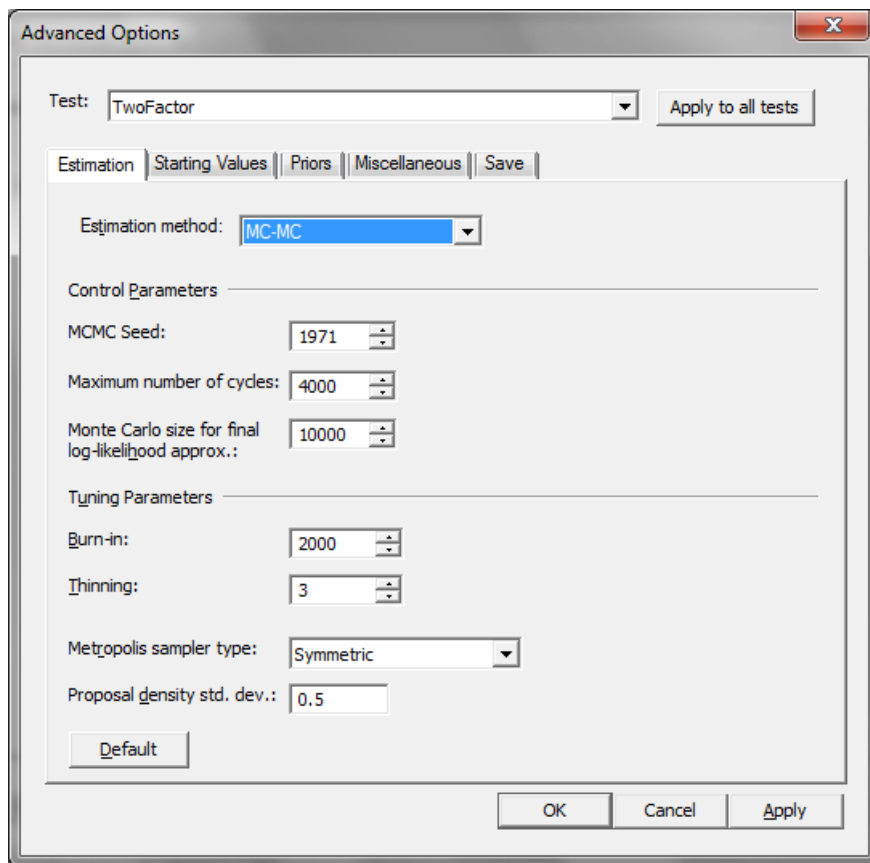 Advanced Options
x
Test: TwoFactor Apply to all tests
Estimation Starting Values Priors Miscellaneous Save
Estimation method: MC-MC
Control Parameters
MCMC Seed: 1971
Maximum number of cycles: 4000
Monte Carlo size for final
log-likelihood approx.: 10000
Tuning Parameters
Burn-in: 2000
Thinning: 3
Metropolis sampler type: Symmetric
Proposal density std. dev.: 0.5
Default
OK Cancel Apply